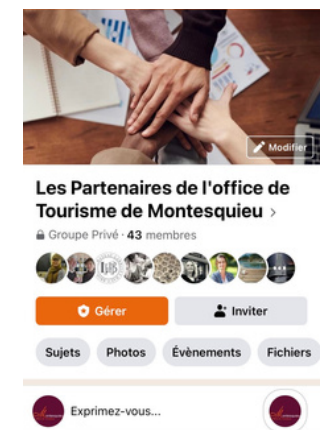 Modifier
Les Partenaires de l'office de
Tourisme de Montesquieu >
Groupe Privé · 43 membres
Gérer
Inviter
Sujets
Photos
Évènements
Fichiers
Exprimez-vous...